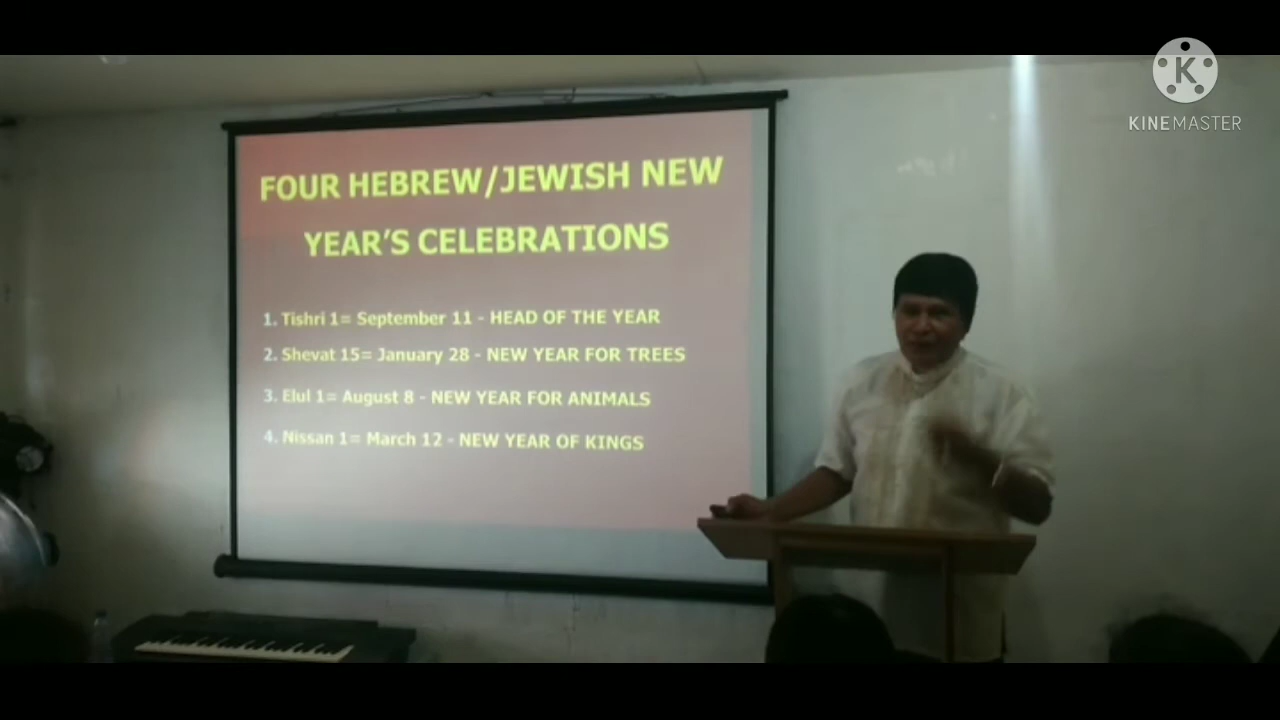 FOUR HEBREW/JEWISH NEW
YEAR'S CELEBRATIONS
1. Tishri 1= September 11 - HEAD OF THE YEAR
2. Shevat 15= January 28 - NEW YEAR FOR TREES
3. Elul 1= August 8 - NEW YEAR FOR ANIMALS
4. Nissan 1= March 12 - NEW YEAR OF KINGS
K
KINEMASTER